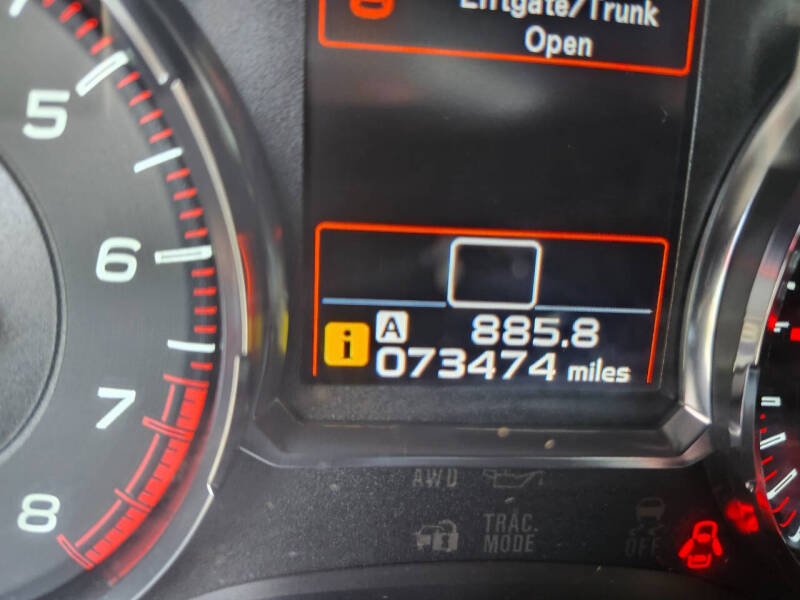 Liftgate/Trunk
Open
5
6
7
8
i
A 885.8
073474 miles
AWD
TRAC.
MODE
OFF